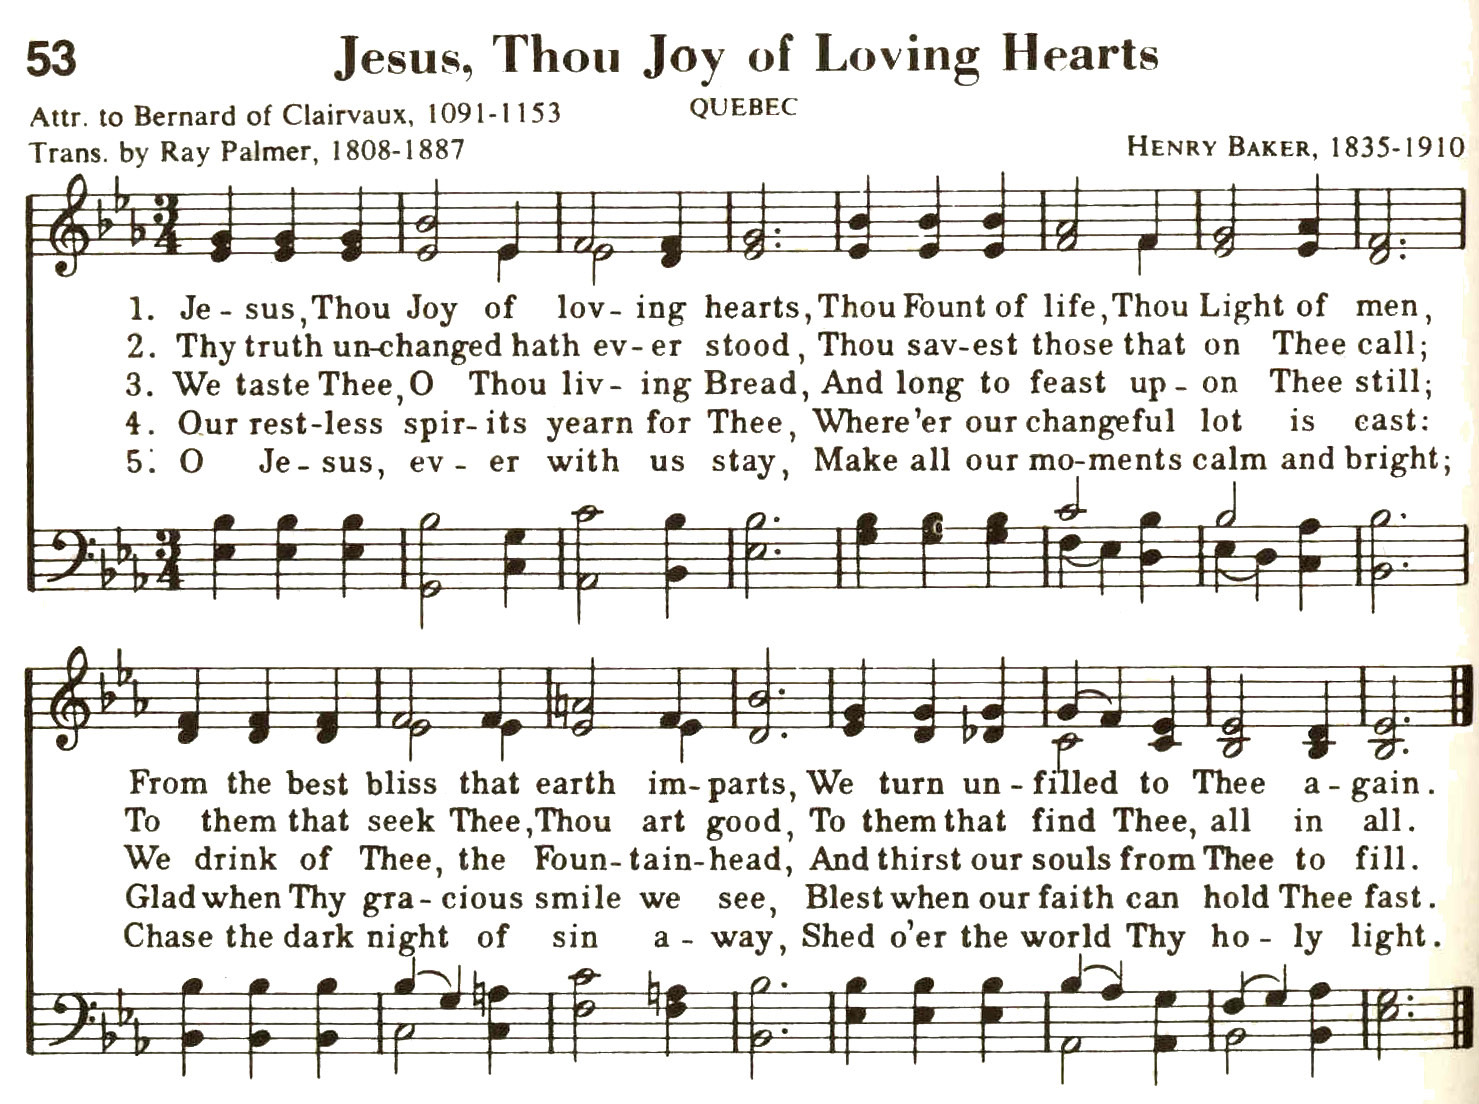 53
Jesus, Thou Joy of Loving Hearts
Attr. to Bernard of Clairvaux, 1091-1153
QUEBEC
Trans. by Ray Palmer, 1808-1887
HENRY BAKER, 1835-1910
3
4
1. Je - sus, Thou Joy of lov - ing hearts, Thou Fount of life, Thou Light of men,
2. Thy truth un-changed hath ev - er stood, Thou sav-est those that on Thee call;
3. We taste Thee, O Thou liv - ing Bread, And long to feast up - on Thee still;
4. Our rest-less spir-its yearn for Thee, Where'er our changeful lot is cast:
5. O Je - sus, ev - er with us stay, Make all our mo-ments calm and bright;
3
4
From the best bliss that earth im-parts, We turn un - filled to Thee a - gain.
To them that seek Thee, Thou art good, To them that find Thee, all in all.
We drink of Thee, the Foun-tain-head, And thirst our souls from Thee to fill.
Glad when Thy gra - cious smile we see, Blest when our faith can hold Thee fast.
Chase the dark night of sin a - way, Shed o'er the world Thy ho - ly light.